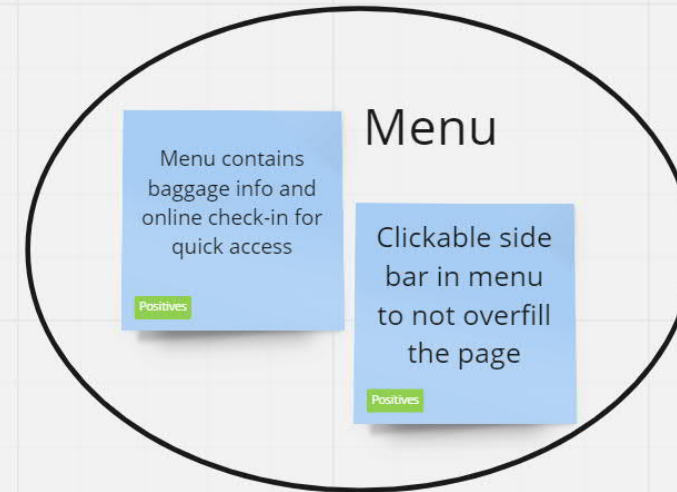 Menu
Menu contains
baggage info and
online check-in for
quick access
Positives
Clickable side
bar in menu
to not overfill
the page
Positives